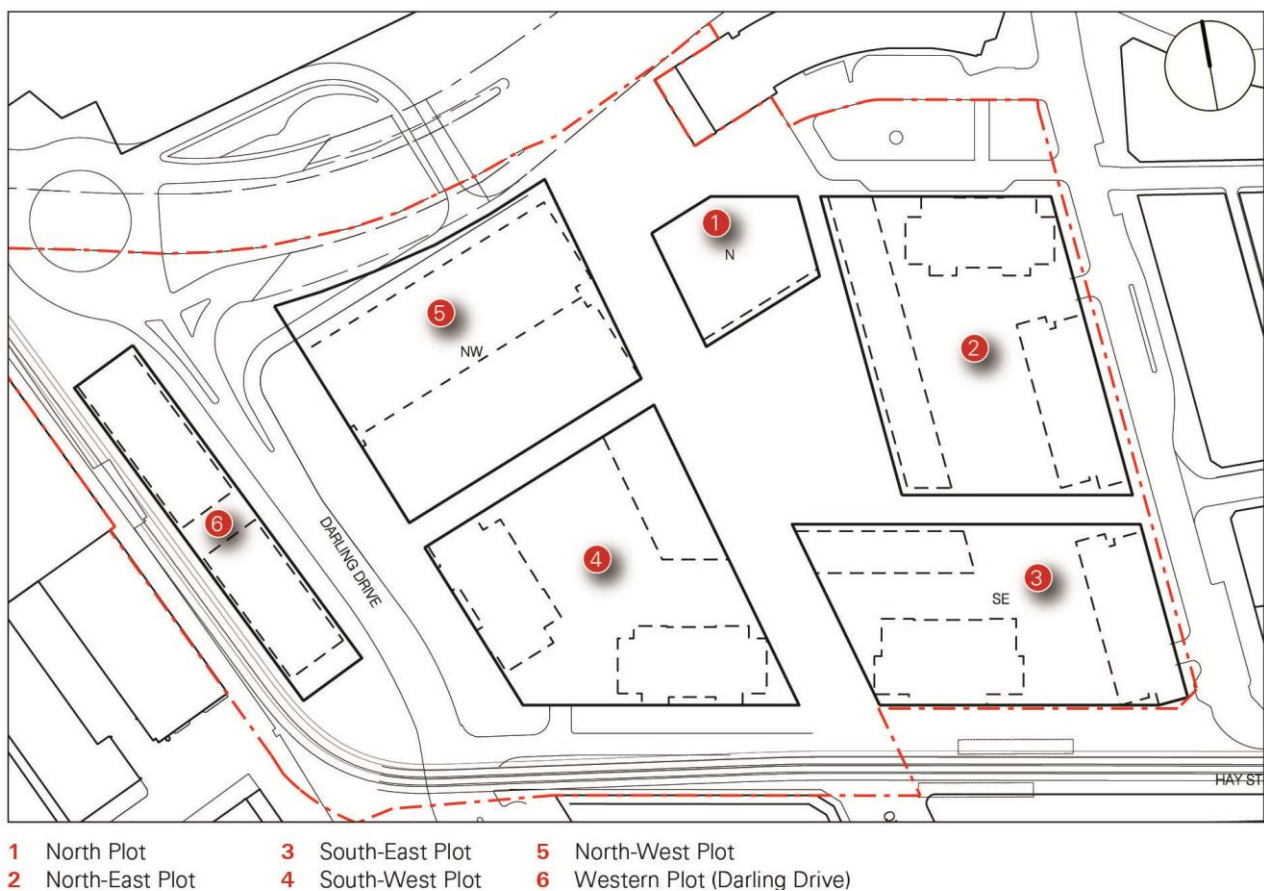 1
N
2
5
NW
6
DARLING DRIVE
4
3
SE
HAY ST
1 North Plot 3 South-East Plot 5 North-West Plot
2 North-East Plot 4 South-West Plot 6 Western Plot (Darling Drive)